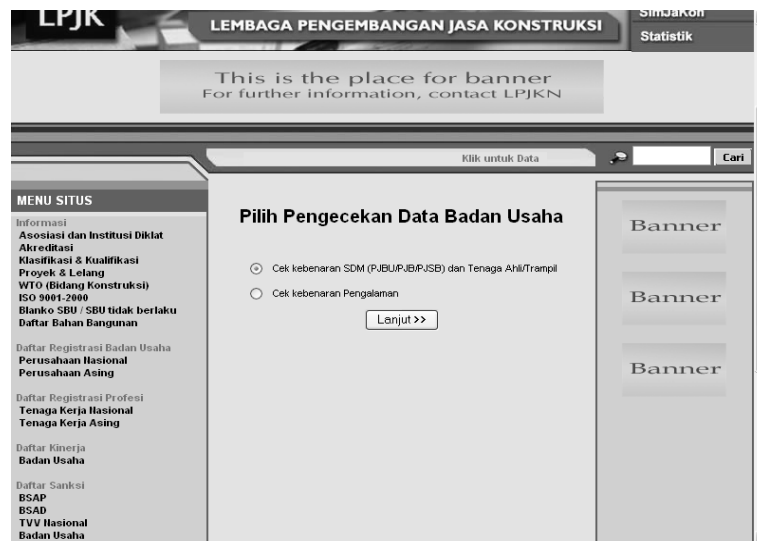 LPJK
LEMBAGA PENGEMBANGAN JASA KONSTRUKSI
SimJaKon
Statistik
This is the place for banner
For further information, contact LPJKN
Klik untuk Data
Cari
MENU SITUS
Informasi
Asosiasi dan Institusi Diklat
Akreditasi
Klasifikasi & Kualifikasi
Proyek & Lelang
WTO (Bidang Konstruksi)
ISO 9001-2000
Blanko SBU / SBU tidak berlaku
Daftar Bahan Bangunan
Daftar Registrasi Badan Usaha
Perusahaan Nasional
Perusahaan Asing
Daftar Registrasi Profesi
Tenaga Kerja Nasional
Tenaga Kerja Asing
Daftar Kinerja
Badan Usaha
Daftar Sanksi
BSAP
BSAD
TVV Nasional
Badan Usaha
Pilih Pengecekan Data Badan Usaha
Cek kebenaran SDM (PJBU/PJB/PJSB) dan Tenaga Ahli/Trampil
Cek kebenaran Pengalaman
Lanjut >>
Banner
Banner
Banner